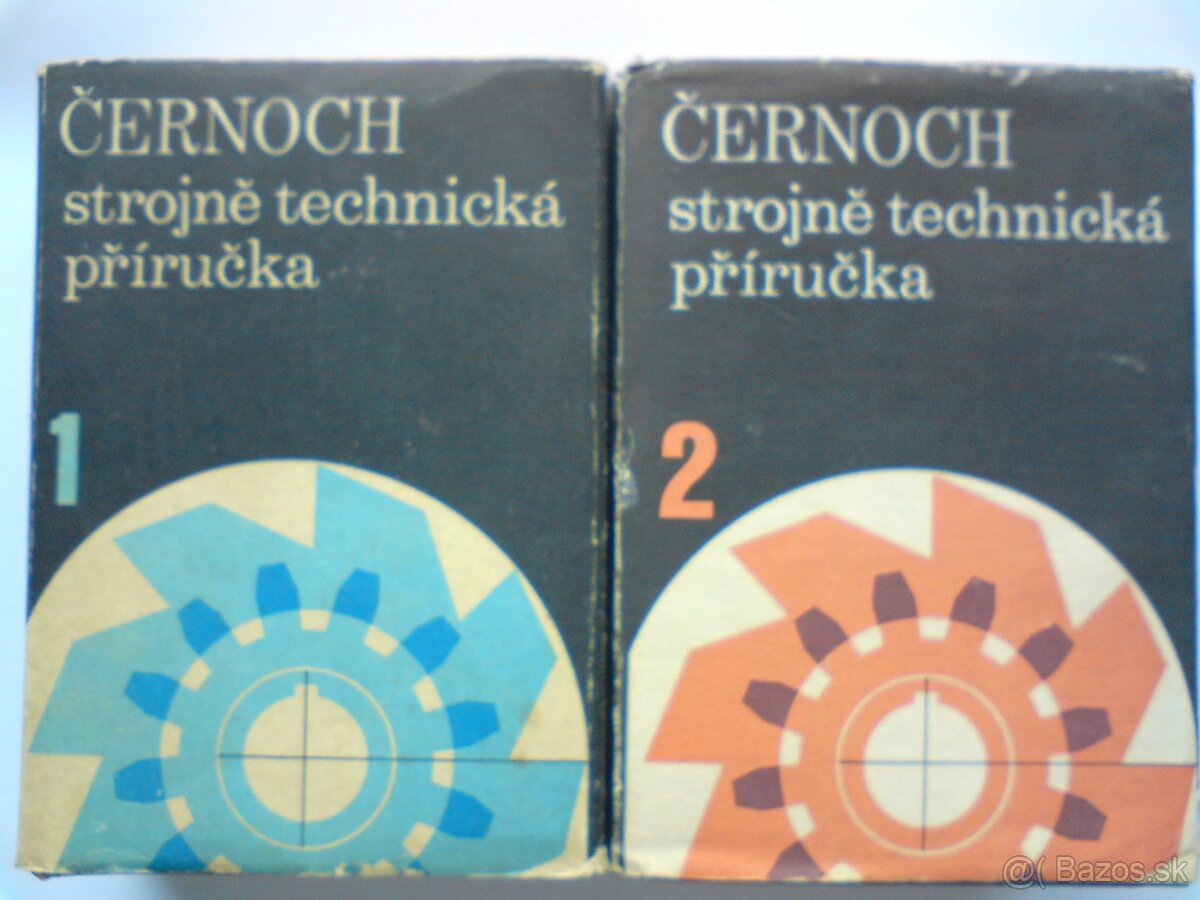 ČERNOCH
strojně technická
příručka
1
ČERNOCH
strojně technická
příručka
2
@( Bazos.sk